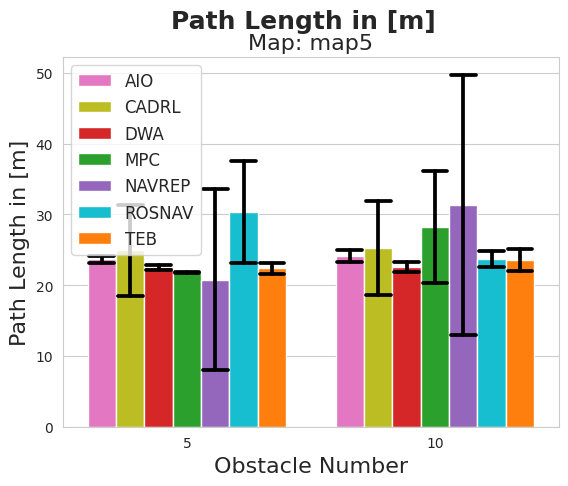 Path Length in [m]
Map: map5
50
40
30
20
10
0
Path Length in [m]
AIO
CADRL
DWA
MPC
NAVREP
ROSNAV
TEB
5
10
Obstacle Number